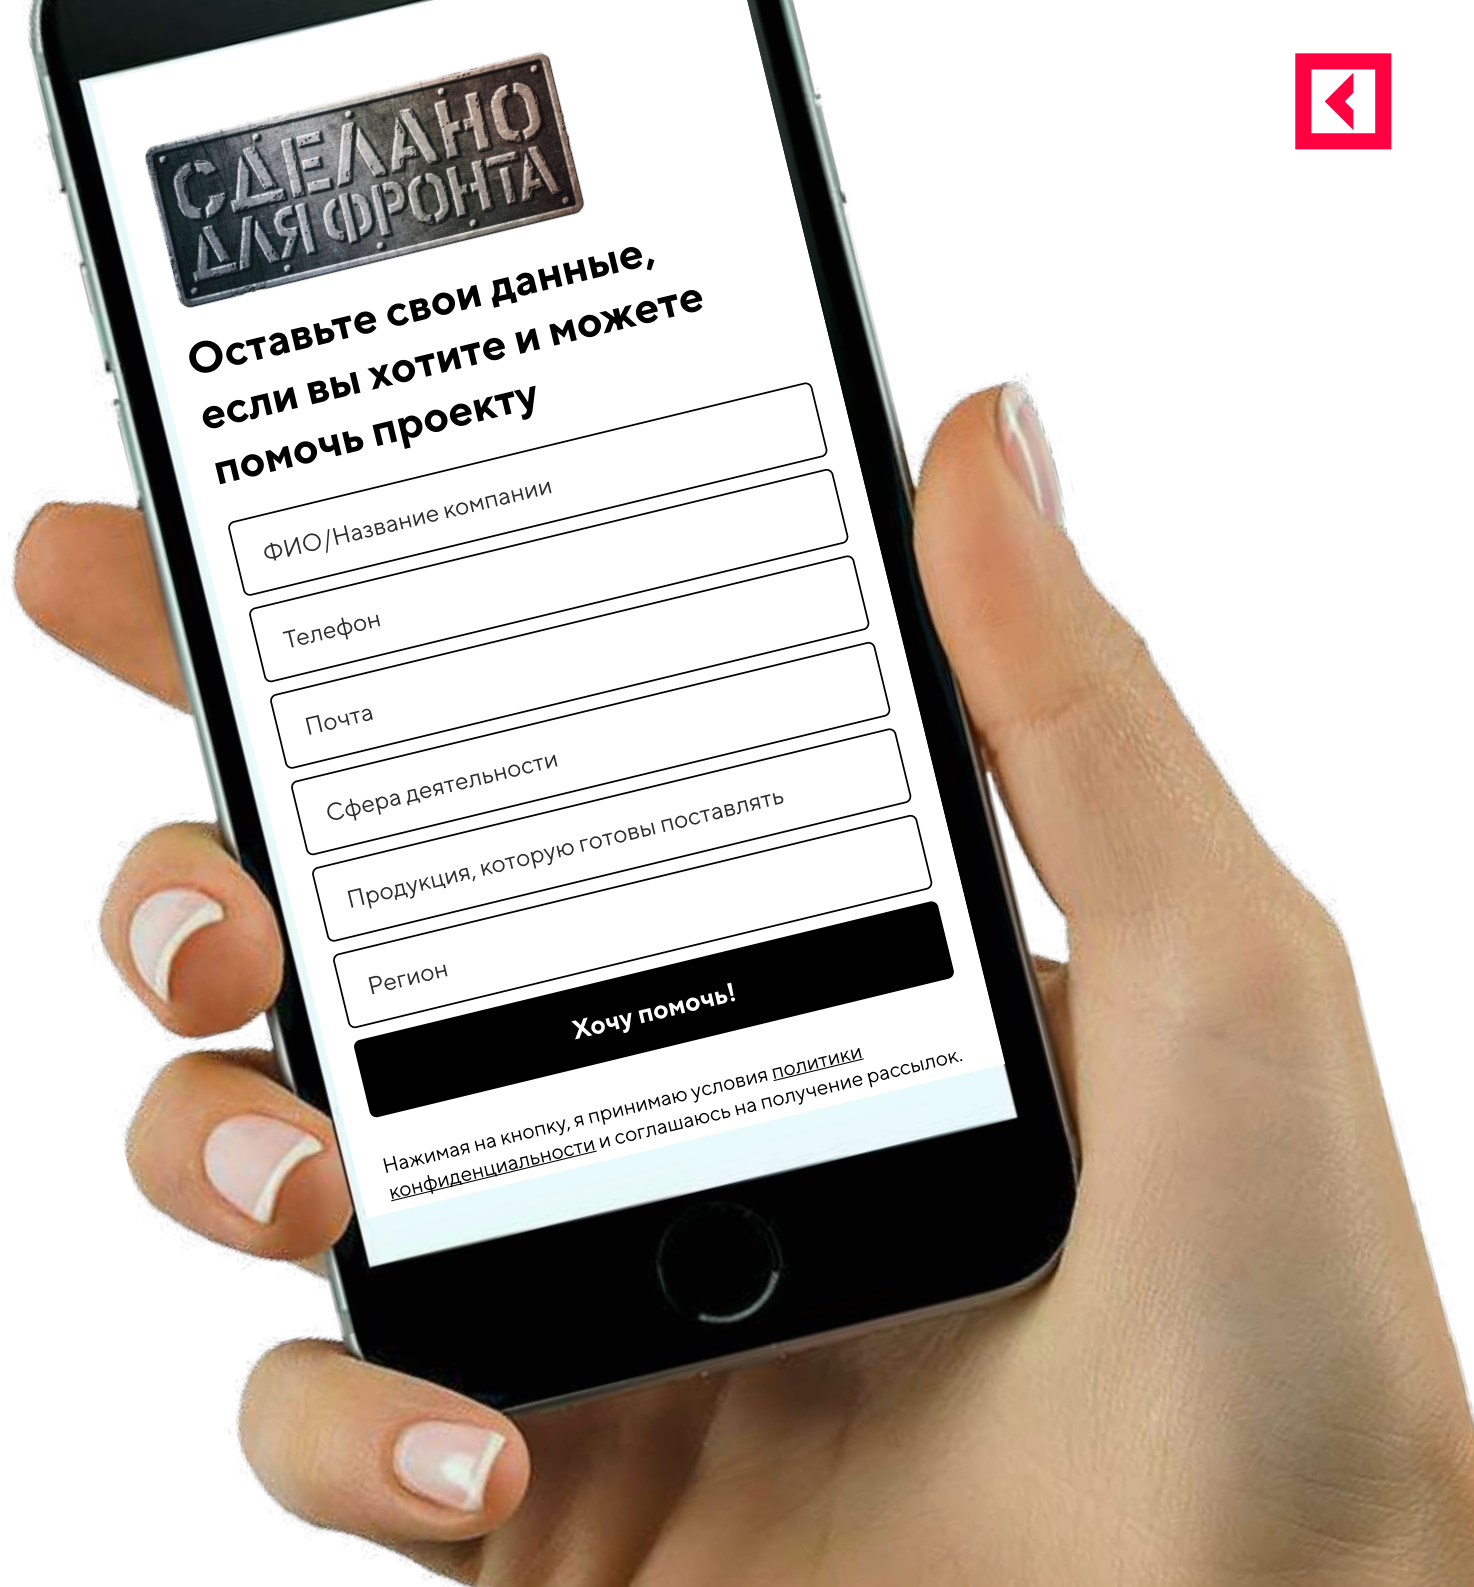 СДЕЛАНО
ДЛЯ ФРОНТА
Оставьте свои данные,
если вы хотите и можете
помочь проекту
ФИО/Название компании
Телефон
Почта
Сфера деятельности
Продукция, которую готовы поставлять
Регион
Хочу помочь!
Нажимая на кнопку, я принимаю условия политики
конфиденциальности и соглашаюсь на получение рассылок.